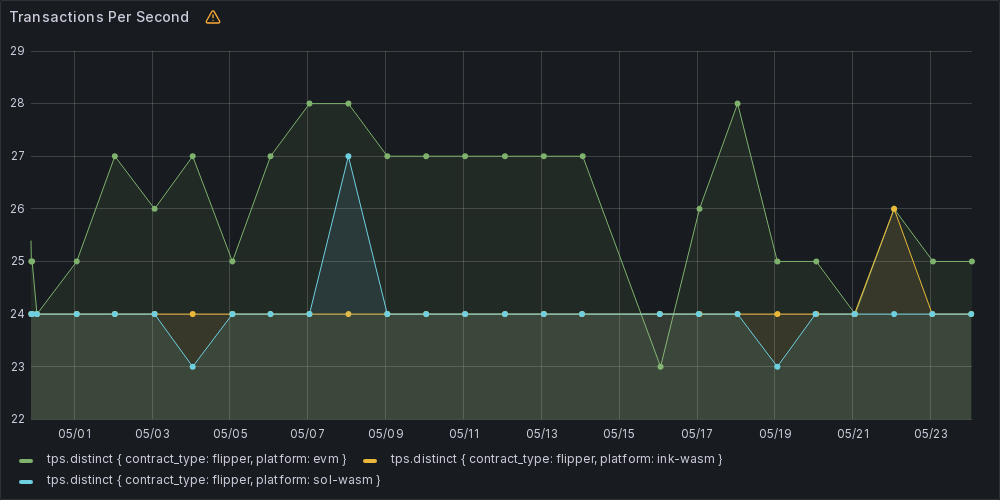 Transactions Per Second
29
28
27
26
25
24
23
22
05/01 05/03 05/05 05/07 05/09 05/11 05/13 05/15 05/17 05/19 05/21 05/23
tps.distinct { contract_type: flipper, platform: evm } tps.distinct { contract_type: flipper, platform: ink-wasm }
tps.distinct { contract_type: flipper, platform: sol-wasm }